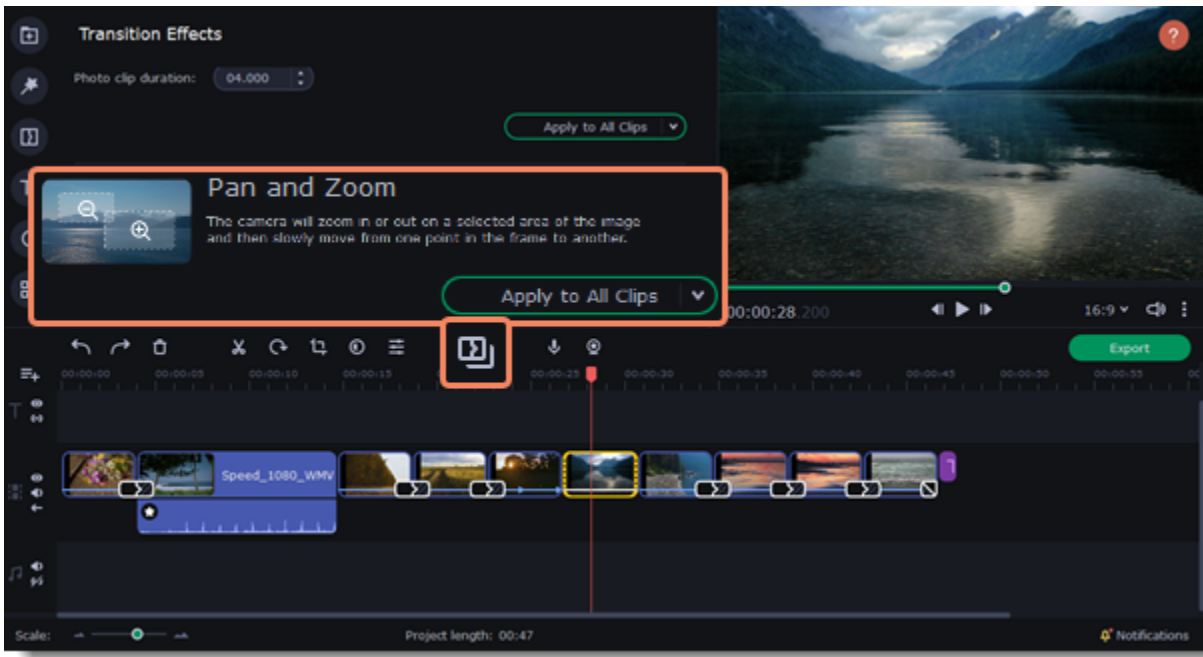 Transition Effects
Photo clip duration: 04.000
Apply to All Clips
Pan and Zoom
The camera will zoom in or out on a selected area of the image
and then slowly move from one point in the frame to another.
Apply to All Clips
00:00:28.200
16:9
Export
00:00:00 00:00:05 00:00:10 00:00:15 00:00:25 00:00:30 00:00:35 00:00:40 00:00:45 00:00:50 00:00:55
Speed_1080_WMV
Scale:
Project length: 00:47
Notifications